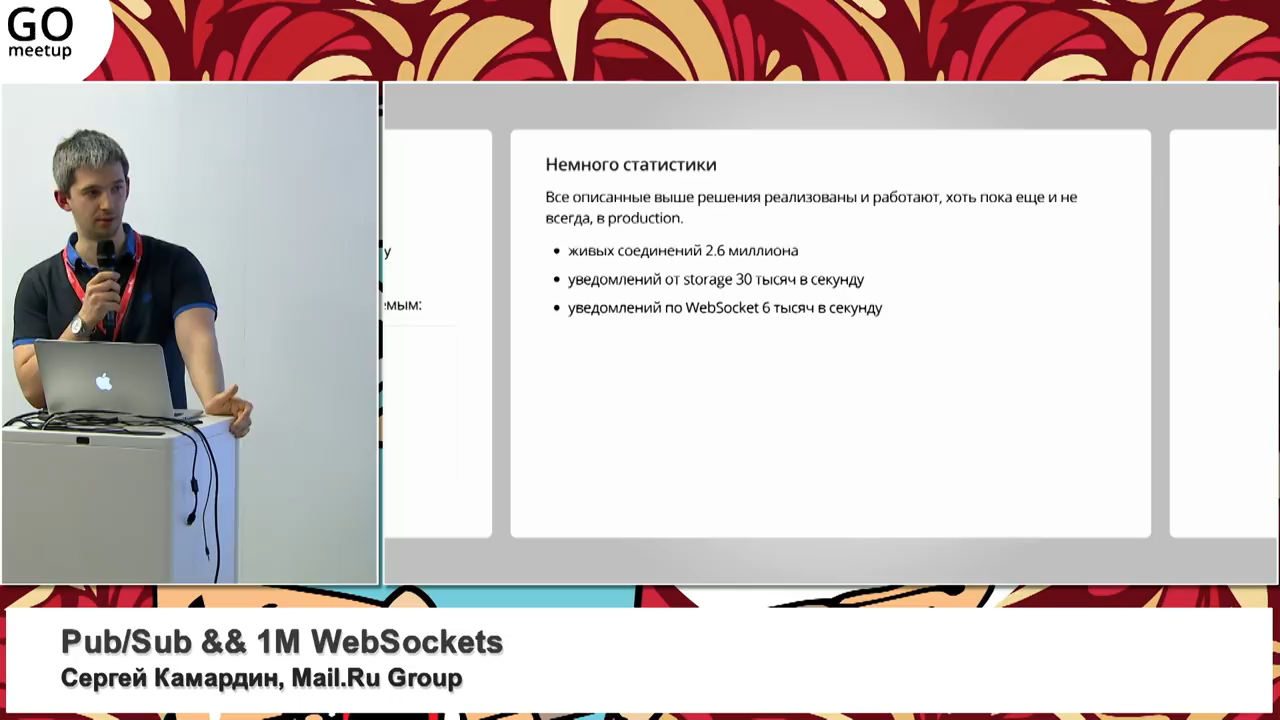 GO
meetup
Немного статистики
Все описанные выше решения реализованы и работают, хоть пока еще и не
всегда, в production.
живых соединений 2.6 миллиона
уведомлений от storage 30 тысяч в секунду
уведомлений по WebSocket 6 тысяч в секунду
у
емым:
Pub/Sub && 1M WebSockets
Сергей Камардин, Mail.Ru Group